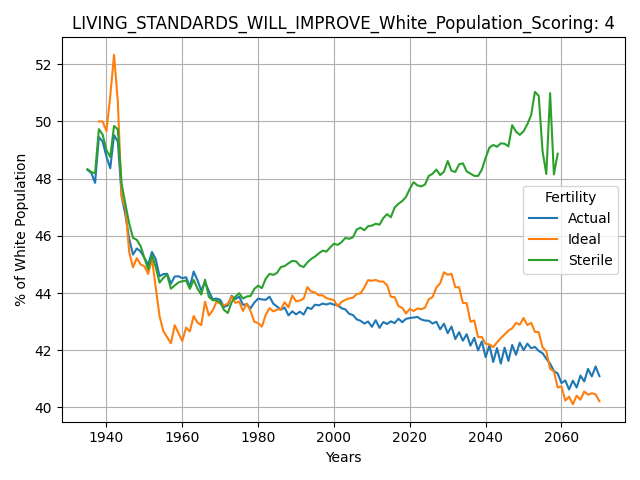 LIVING_STANDARDS_WILL_IMPROVE_White_Population_Scoring: 4
52
50
48
46
44
42
40
% of White Population
Fertility
Actual
Ideal
Sterile
1940
1960
1980
2000
2020
2040
2060
Years